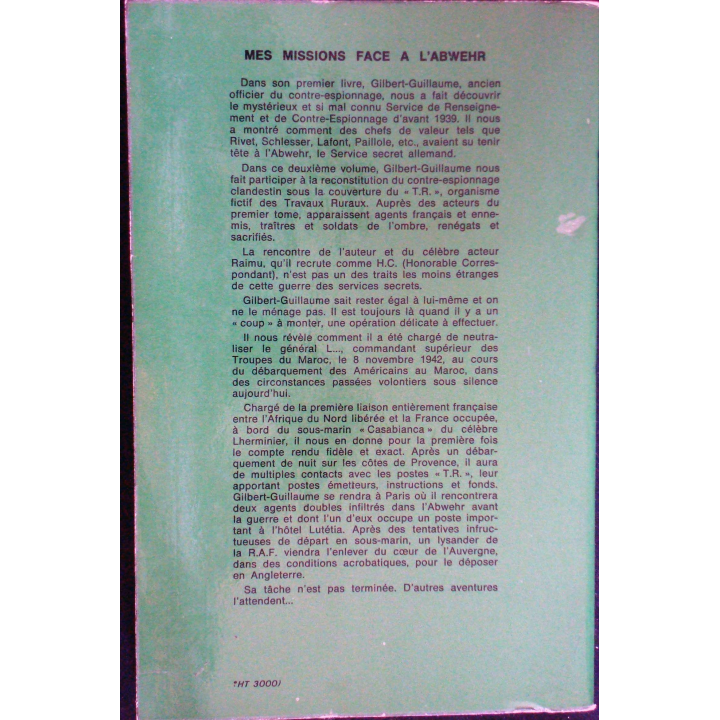 MES MISSIONS FACE A L'ABWEHR
Dans son premier livre, Gilbert-Guillaume, ancien
officier du contre-espionnage, nous a fait découvrir
le mystérieux et si mal connu Service de Renseigne-
ment et de Contre-Espionnage d'avant 1939. Il nous
a montré comment des chefs de valeur tels que
Rivet, Schlesser, Lafont, Paillole, etc., avaient su tenir
tête à l'Abwehr, le Service secret allemand.
Dans ce deuxième volume, Gilbert-Guillaume nous
fait participer à la reconstitution du contre-espionnage
clandestin sous la couverture du « T.R. », organisme
fictif des Travaux Ruraux. Auprès des acteurs du
premier tome, apparaissent agents français et enne-
mis, traîtres et soldats de l'ombre, renégats et
sacrifiés.
La rencontre de l'auteur et du célèbre acteur
Raimu, qu'il recrute comme H.C. (Honorable Corres-
pondant), n'est pas un des traits les moins étranges
de cette guerre des services secrets.
Gilbert-Guillaume sait rester égal à lui-même et on
ne le ménage pas. Il est toujours là quand il y a un
« coup » à monter, une opération délicate à effectuer.
Il nous révèle comment il a été chargé de neutra-
liser le général L..., commandant supérieur des
Troupes du Maroc, le 8 novembre 1942, au cours
du débarquement des Américains au Maroc, dans
des circonstances passées volontiers sous silence
aujourd'hui.
Chargé de la première liaison entièrement française
entre l'Afrique du Nord libérée et la France occupée,
à bord du sous-marin « Casabianca » du célèbre
Lherminier, il nous en donne pour la première fois
le compte rendu fidèle et exact. Après un débar-
quement de nuit sur les côtes de Provence, il aura
de multiples contacts avec les postes « T.R. », leur
apportant postes émetteurs, instructions et fonds.
Gilbert-Guillaume se rendra à Paris où il rencontrera
deux agents doubles infiltrés dans l'Abwehr avant
la guerre et dont l'un d'eux occupe un poste impor-
tant à l'hôtel Lutétia. Après des tentatives infruc-
tueuses de départ en sous-marin, un lysander de
la R.A.F. viendra l'enlever du cœur de l'Auvergne,
dans des conditions acrobatiques, pour le déposer
en Angleterre.
Sa tâche n'est pas terminée. D'autres aventures
l'attendent...
HT 3000